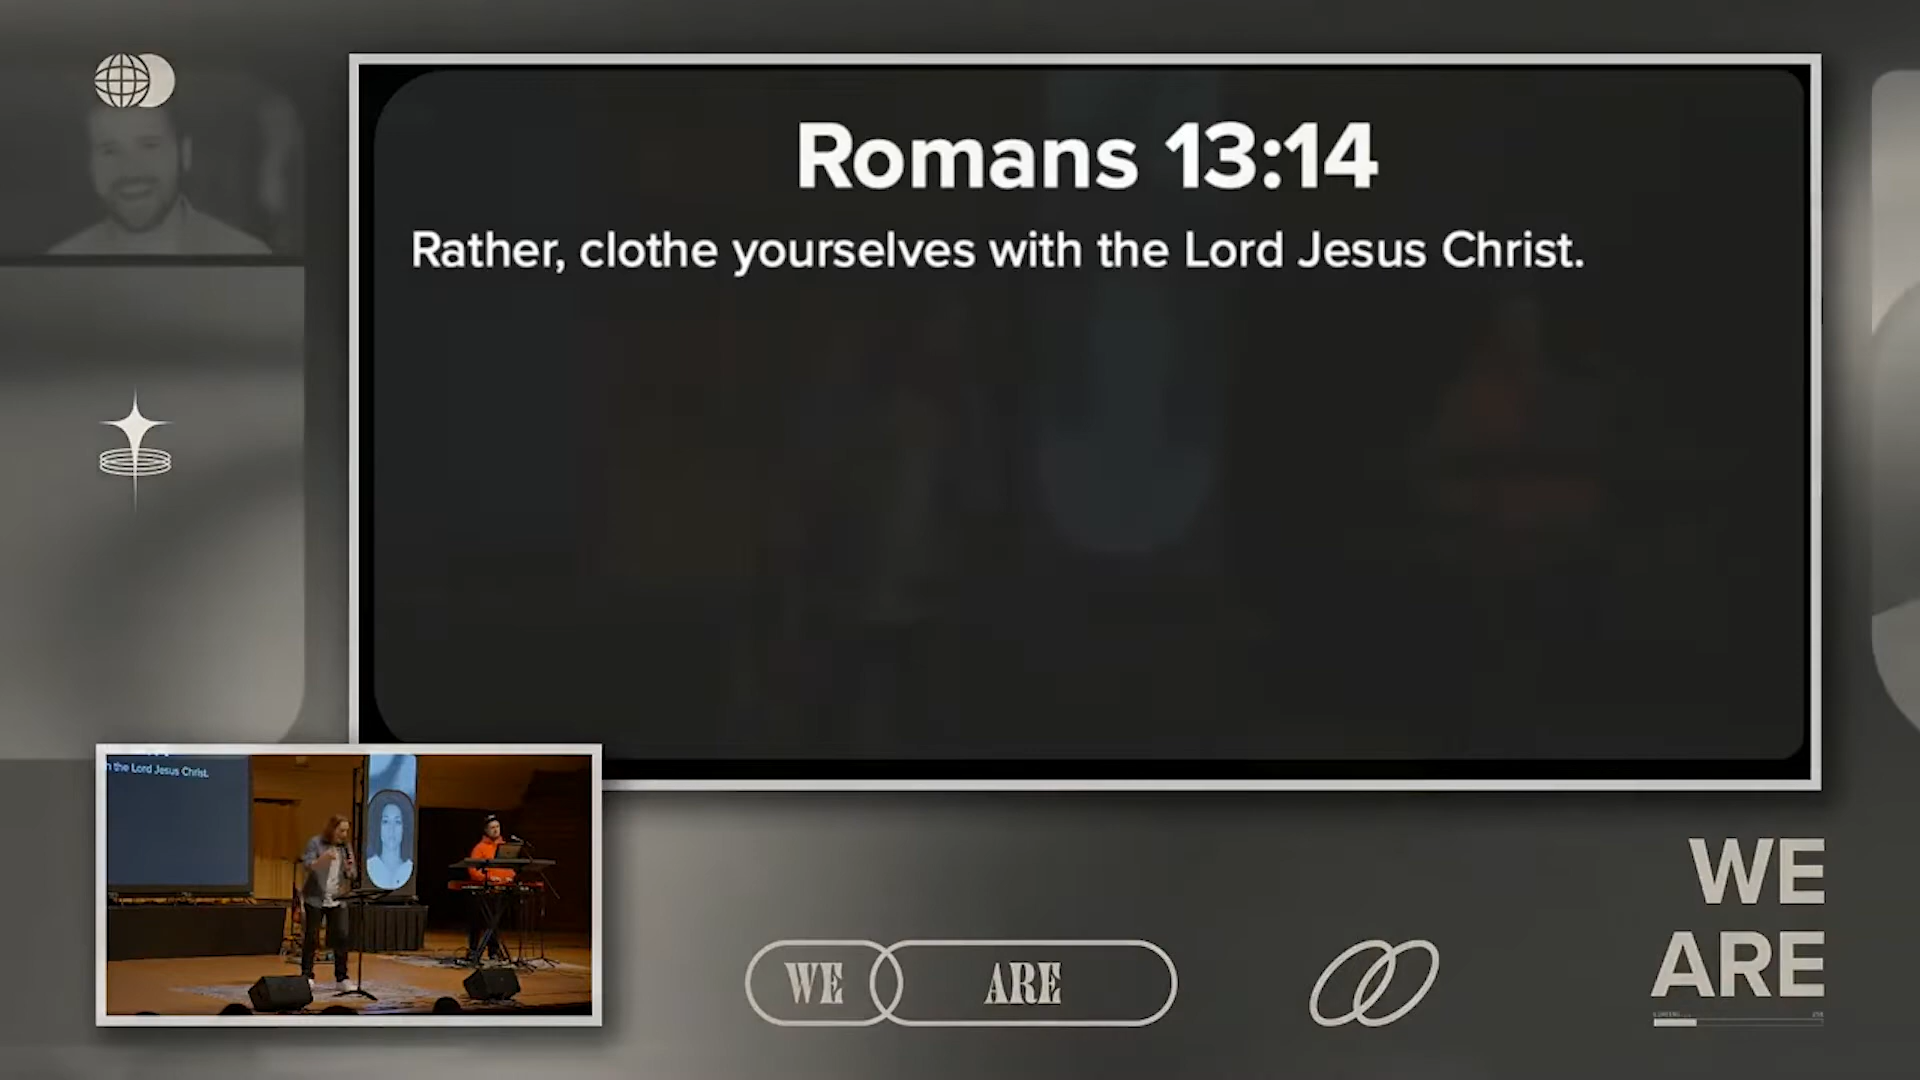 Romans 13:14
Rather, clothe yourselves with the Lord Jesus Christ.
the Lord Jesus Christ.
WE ARE
WE
ARE